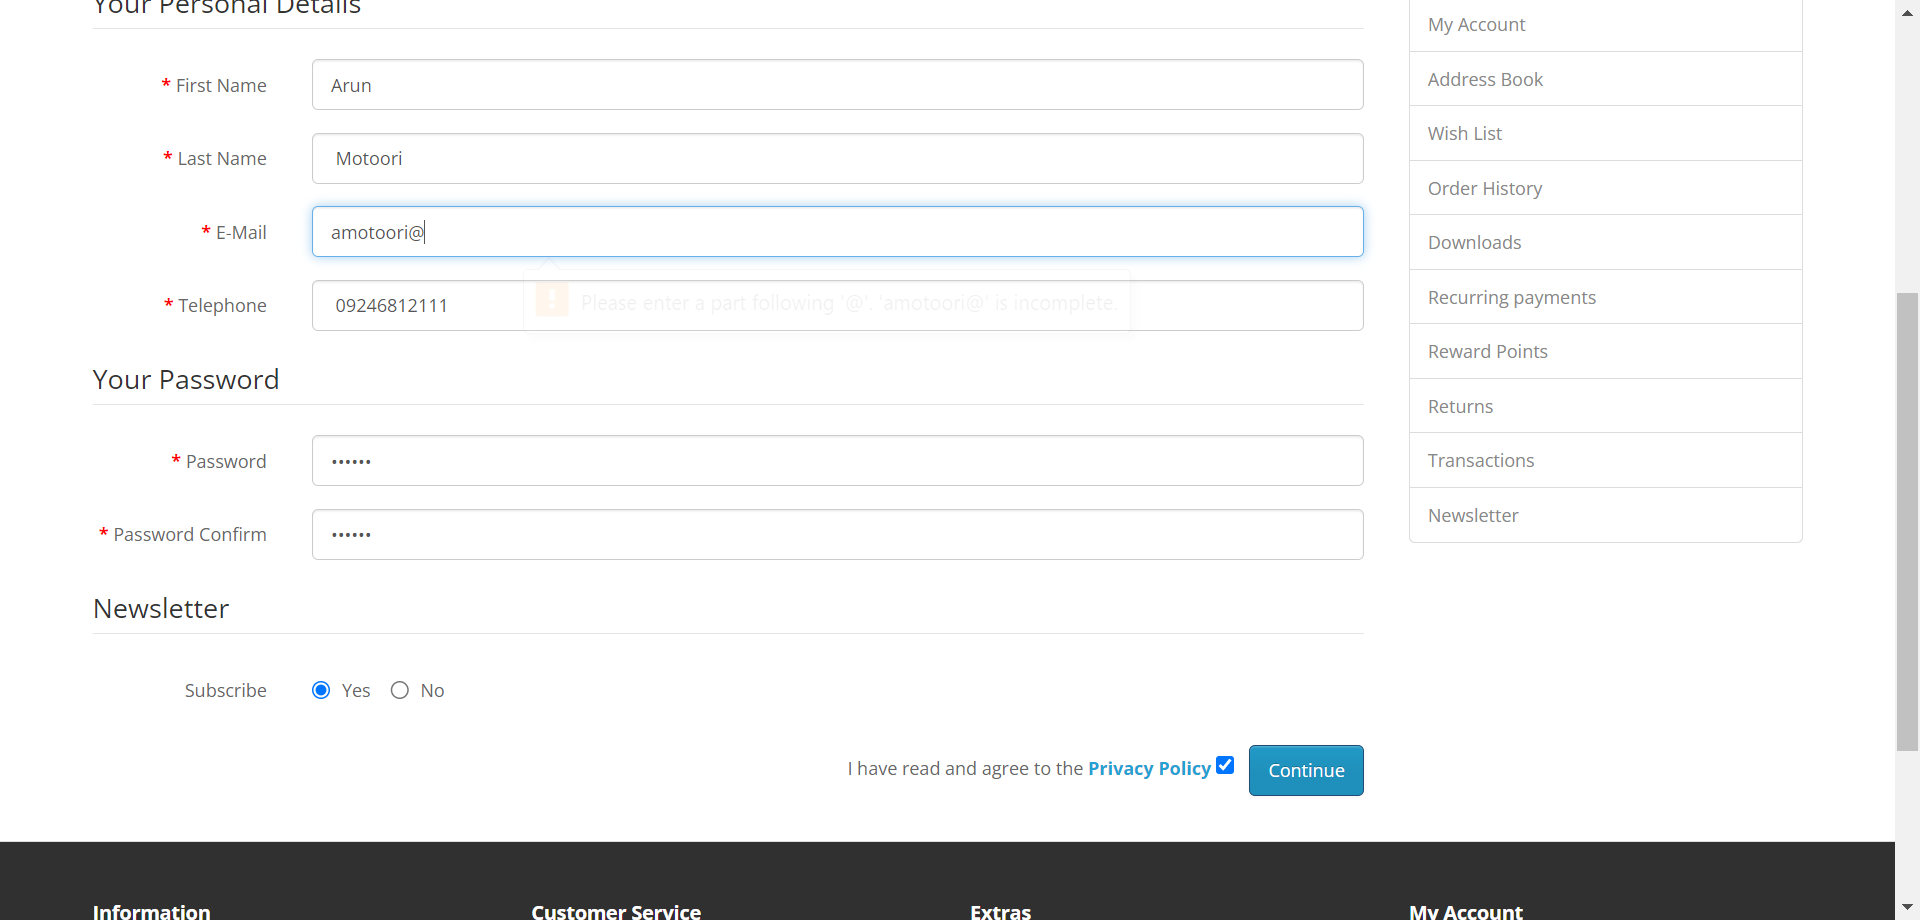 Your Personal Details
* First Name
Arun
* Last Name
Motoori
* E-Mail
amotoori@
Please enter a part following '@'. 'amotoori@' is incomplete.
* Telephone
09246812111
Your Password
* Password
••••••
* Password Confirm
••••••
Newsletter
Subscribe
Yes
No
I have read and agree to the Privacy Policy
Continue
My Account
Address Book
Wish List
Order History
Downloads
Recurring payments
Reward Points
Returns
Transactions
Newsletter
Information
Customer Service
Extras
My Account